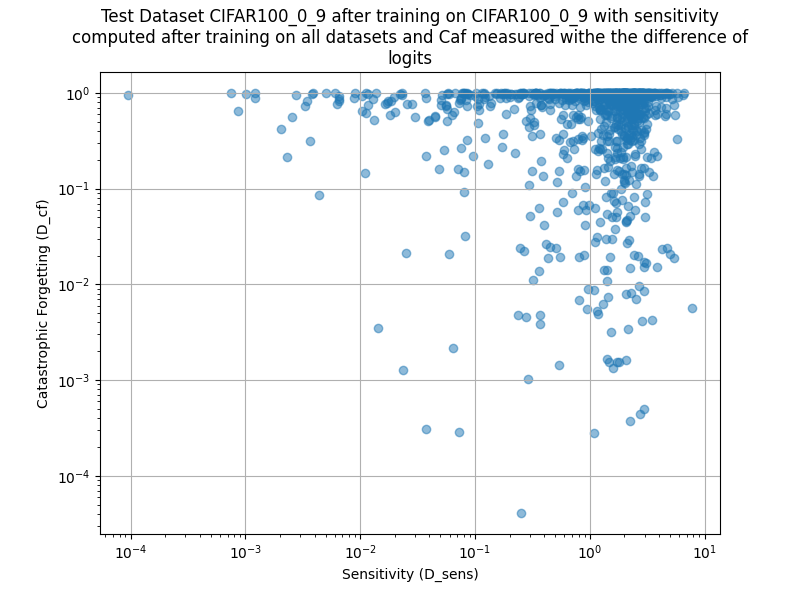 Test Dataset CIFAR100_0_9 after training on CIFAR100_0_9 with sensitivity
computed after training on all datasets and Caf measured withe the difference of
logits
Catastrophic Forgetting (D_cf)
10⁰
10⁻¹
10⁻²
10⁻³
10⁻⁴
10⁻⁴ 10⁻³ 10⁻² 10⁻¹ 10⁰ 10¹
Sensitivity (D_sens)